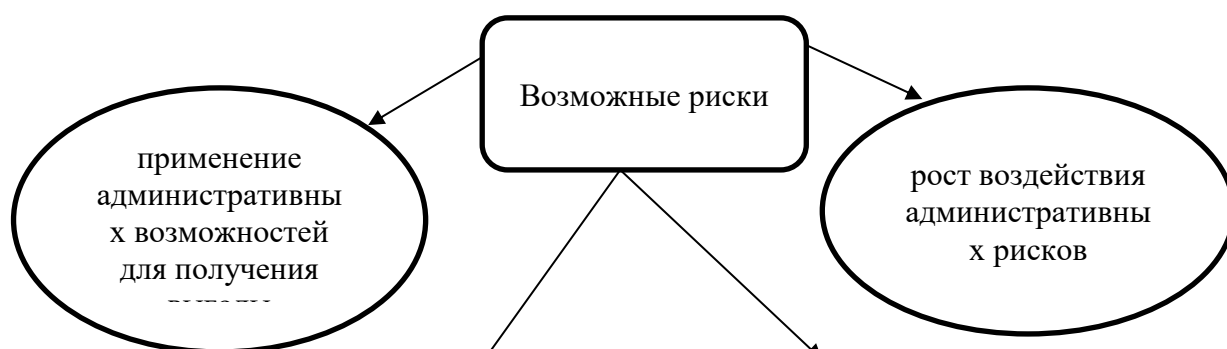 Возможные риски
применение
административны
х возможностей
для получения
рост воздействия
административны
х рисков